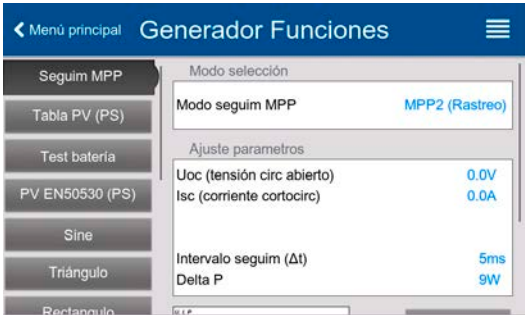 Menú principal Generador Funciones
Seguim MPP
Tabla PV (PS)
Test batería
PV EN50530 (PS)
Sine
Triángulo
Rectangulo
Modo selección
Modo seguim MPP MPP2 (Rastreo)
Ajuste parametros
Uoc (tensión circ abierto) 0.0V
Isc (corriente cortocirc) 0.0A
Intervalo seguim (Δt) 5ms
Delta P 9W